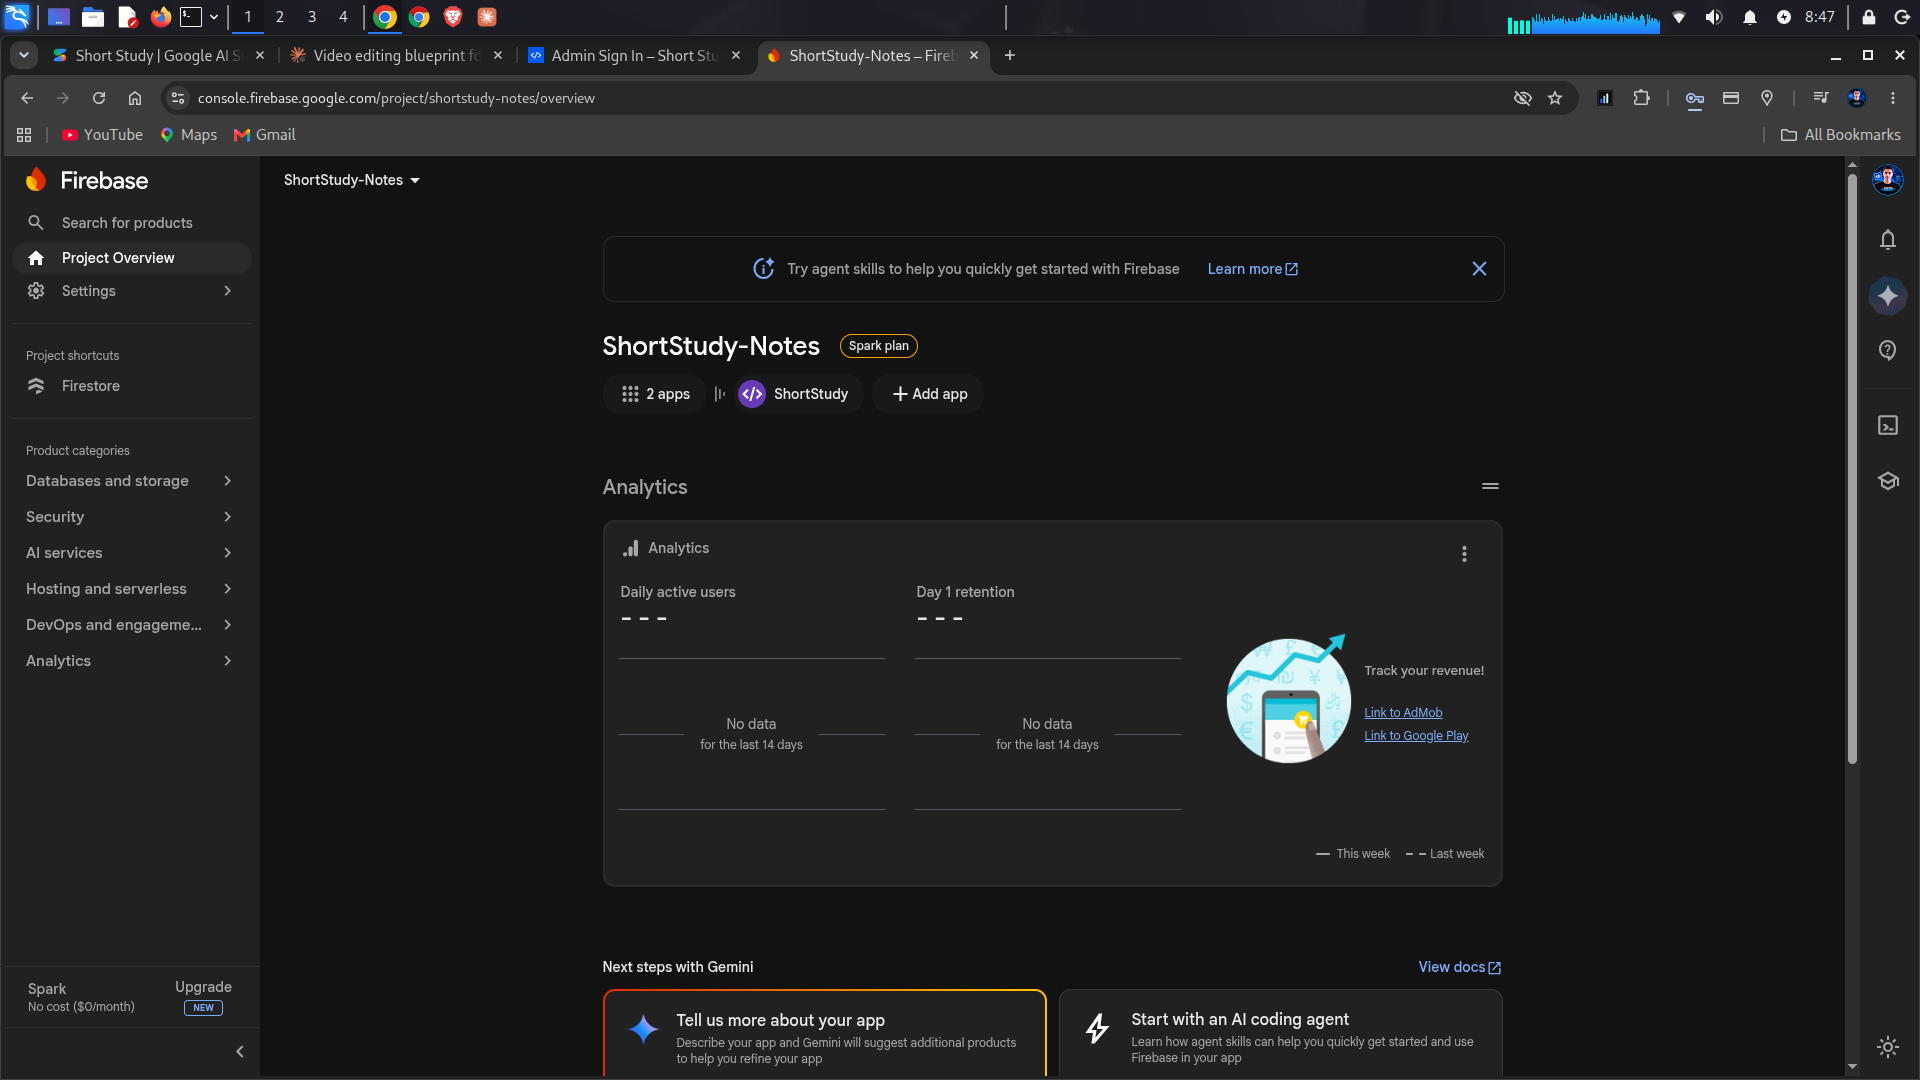 1 2 3 4
8:47
Short Study | Google AI S
Video editing blueprint fo
Admin Sign In – Short Stu
ShortStudy-Notes – Fireb
console.firebase.google.com/project/shortstudy-notes/overview
YouTube
Maps
Gmail
All Bookmarks
Firebase
Search for products
Project Overview
Settings
Project shortcuts
Firestore
Product categories
Databases and storage
Security
AI services
Hosting and serverless
DevOps and engageme...
Analytics
Spark
No cost ($0/month)
Upgrade
NEW
ShortStudy-Notes
Try agent skills to help you quickly get started with Firebase
Learn more
ShortStudy-Notes
Spark plan
2 apps
ShortStudy
Add app
Analytics
Analytics
Daily active users
- - -
No data
for the last 14 days
Day 1 retention
- - -
No data
for the last 14 days
Track your revenue!
Link to AdMob
Link to Google Play
This week
Last week
Next steps with Gemini
View docs
Tell us more about your app
Describe your app and Gemini will suggest additional products
to help you refine your app
Start with an AI coding agent
Learn how agent skills can help you quickly get started and use
Firebase in your app